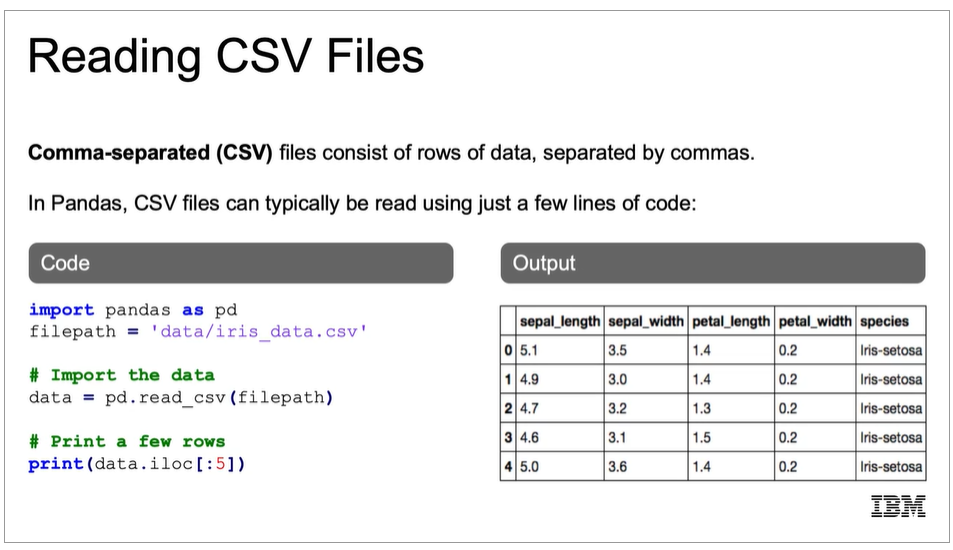 Reading CSV Files
Comma-separated (CSV) files consist of rows of data, separated by commas.
In Pandas, CSV files can typically be read using just a few lines of code:
Code
import pandas as pd
filepath = 'data/iris_data.csv'
# Import the data
data = pd.read_csv(filepath)
# Print a few rows
print(data.iloc[:5])
Output
sepal_length sepal_width petal_length petal_width species
0 5.1 3.5 1.4 0.2 Iris-setosa
1 4.9 3.0 1.4 0.2 Iris-setosa
2 4.7 3.2 1.3 0.2 Iris-setosa
3 4.6 3.1 1.5 0.2 Iris-setosa
4 5.0 3.6 1.4 0.2 Iris-setosa
IBM